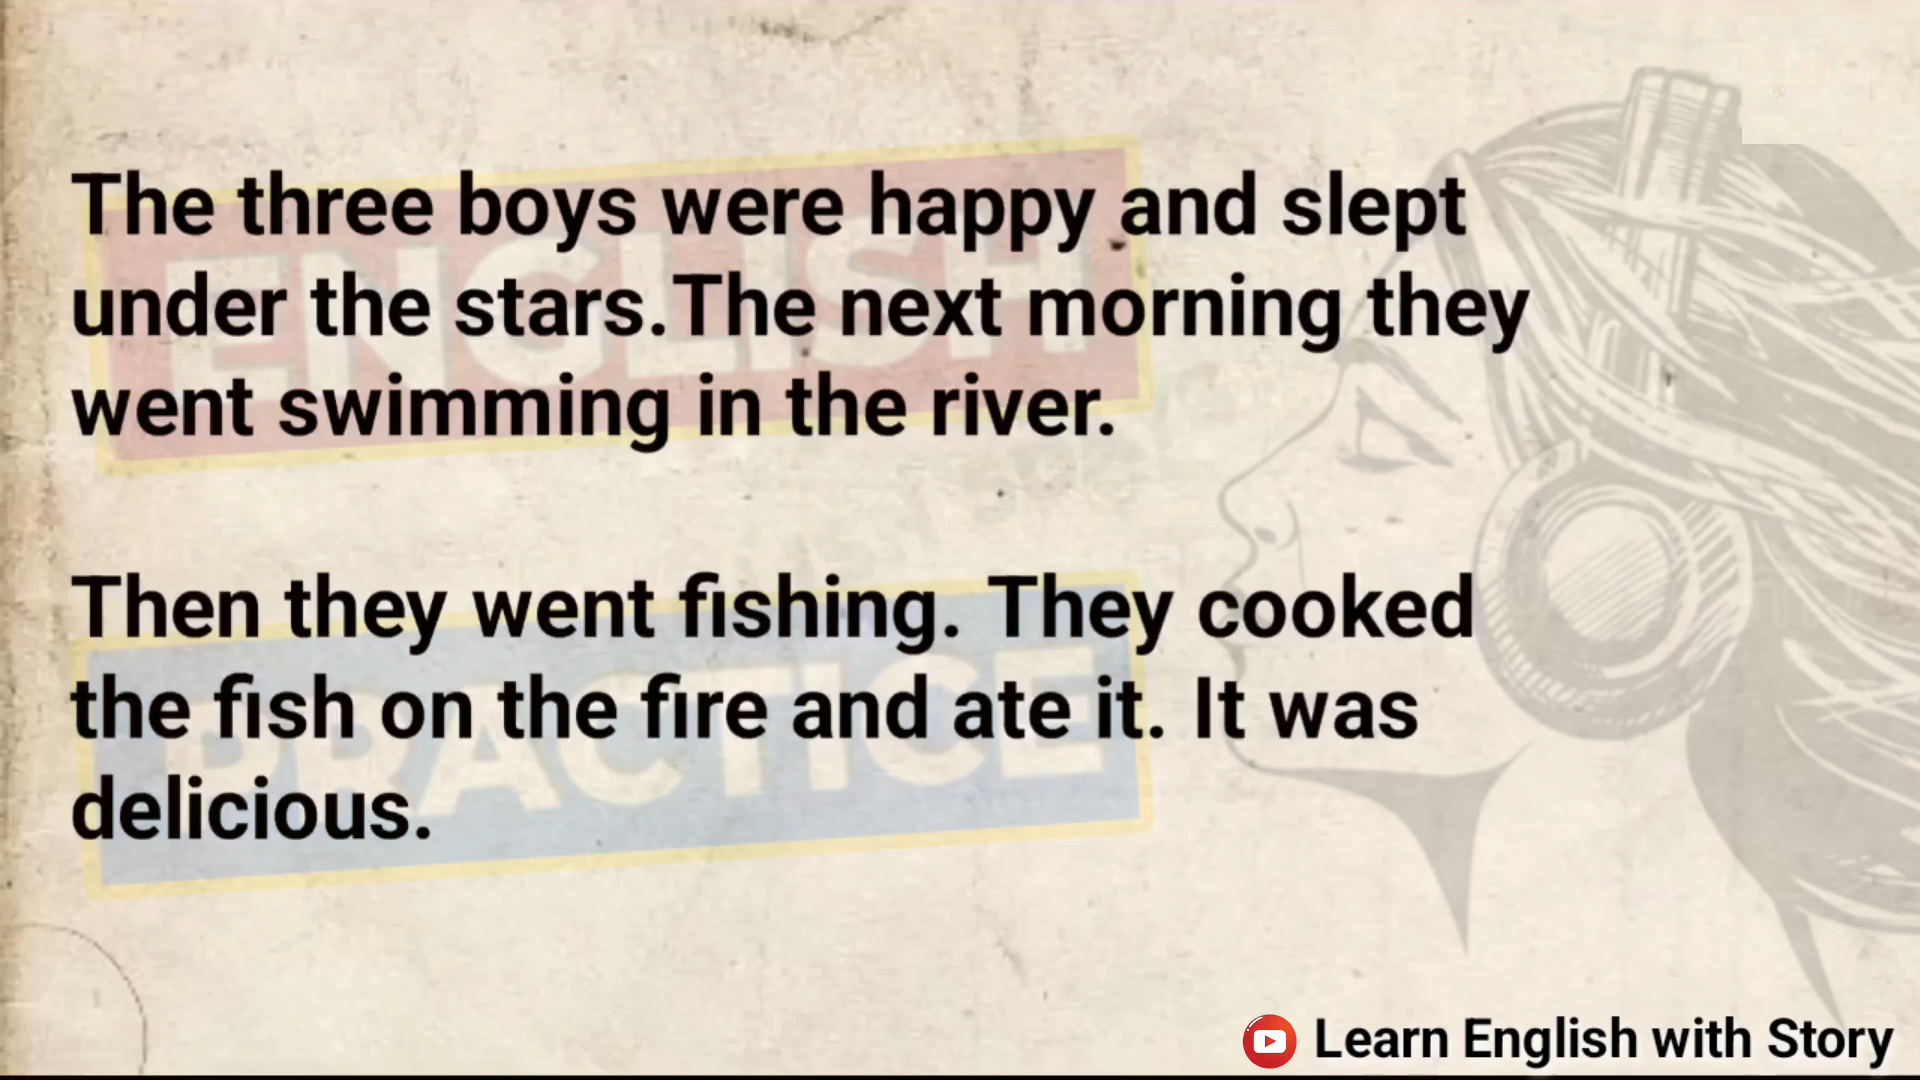 The three boys were happy and slept
under the stars.The next morning they
went swimming in the river.
Then they went fishing. They cooked
the fish on the fire and ate it. It was
delicious.
ENGLISH
PRACTICE
Learn English with Story